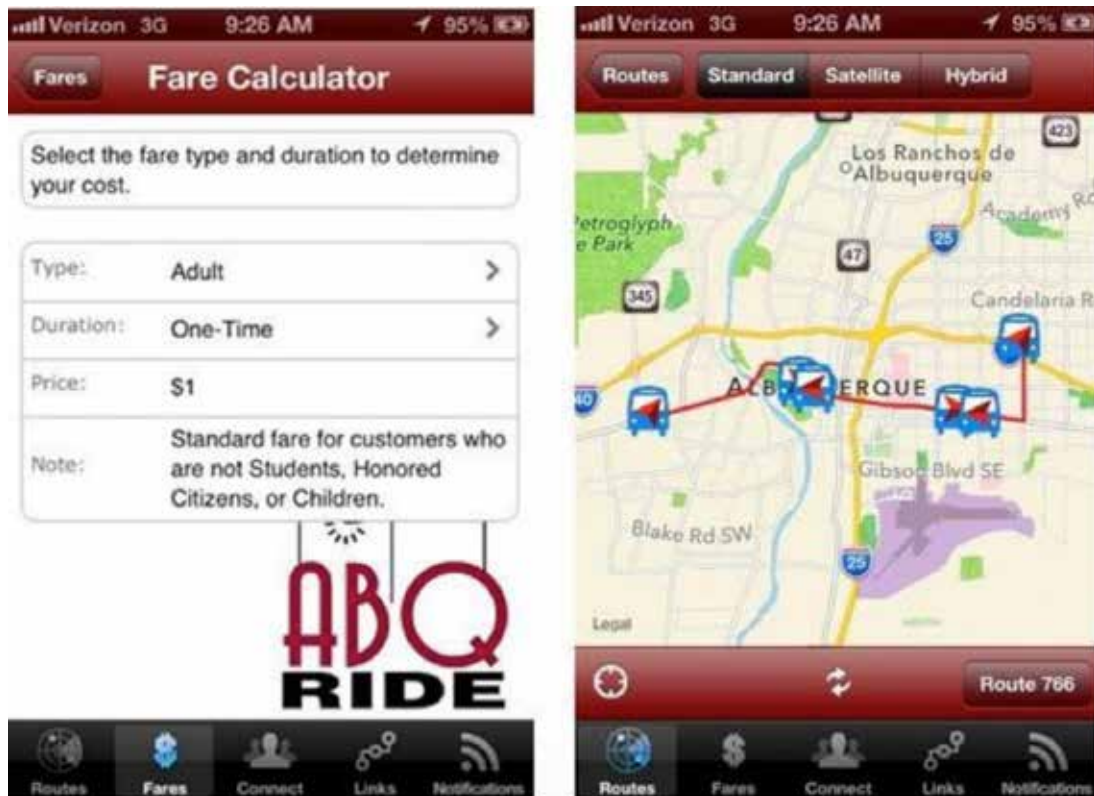 Verizon 3G 9:26 AM 95%
Fares Fare Calculator
Select the fare type and duration to determine
your cost.
Type: Adult
Duration: One-Time
Price: $1
Note: Standard fare for customers who
are not Students, Honored
Citizens, or Children.
ABQ
RIDE
Routes Fares Connect Links Notifications
Verizon 3G 9:26 AM 95%
Routes Standard Satellite Hybrid
423
Los Ranchos de
Albuquerque
Academy
Petroglyph
Park
25
47
345
Candelaria R
ALB ERQUE
40
Gibson Blvd SE
Blake Rd SW
25
Legal
Route 766
Routes Fares Connect Links Notifications